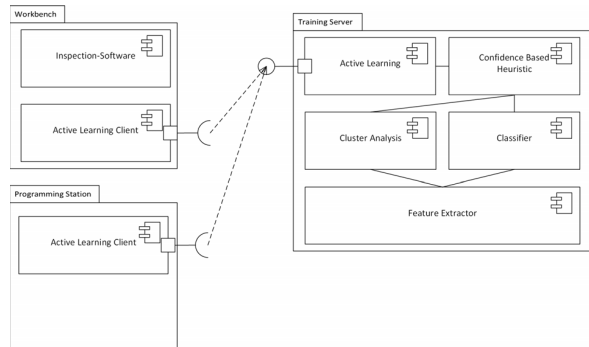 Workbench
Inspection-Software
Active Learning Client
Programming Station
Active Learning Client
Training Server
Active Learning
Confidence Based
Heuristic
Cluster Analysis
Classifier
Feature Extractor